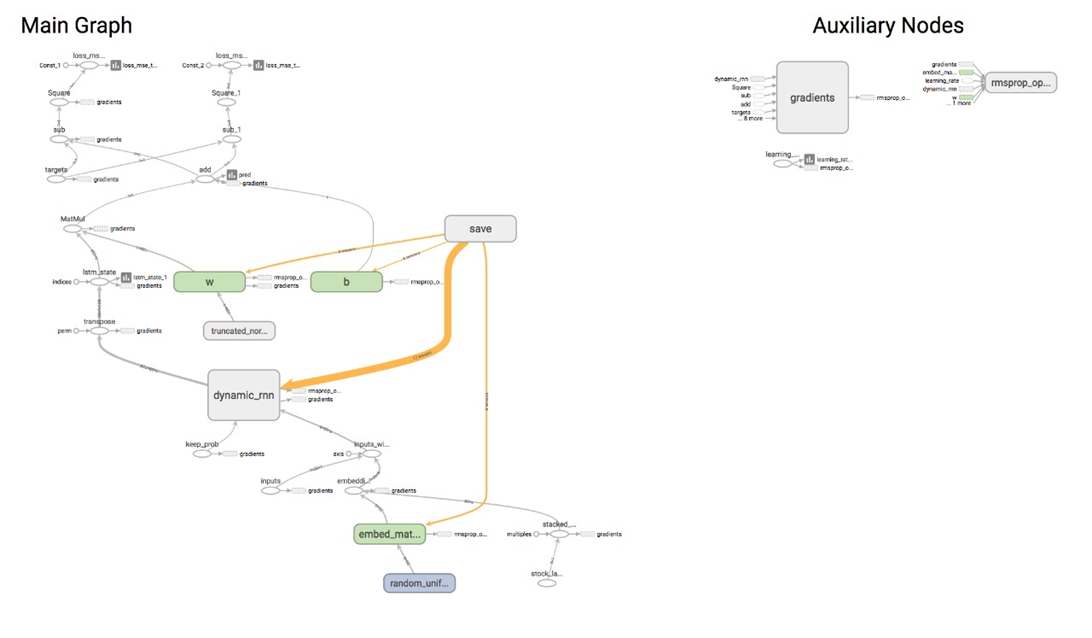 Main Graph
Auxiliary Nodes
loss_ms...
Const_1
loss_mse_t...
loss_ms...
Const_2
loss_mse_t...
Square
gradients
Square_1
sub
gradients
sub_1
targets
gradients
add
pred
gradients
MatMul
gradients
save
lstm_state
indices
lstm_state_1
gradients
w
rmsprop_o...
gradients
b
rmsprop_o...
transpose
perm
gradients
truncated_nor...
dynamic_rnn
rmsprop_o...
gradients
keep_prob
gradients
inputs_wi...
axis
inputs
gradients
embeddi...
gradients
embed_mat...
rmsprop_o...
stacked_...
multiples
gradients
random_unif...
stock_la...
dynamic_rnn
Square
sub
add
targets
... 8 more
gradients
rmsprop_o...
gradients
embed_ma...
learning_rate
dynamic_rnn
w
... 1 more
rmsprop_op...
learning_...
learning_rat...
rmsprop_o...